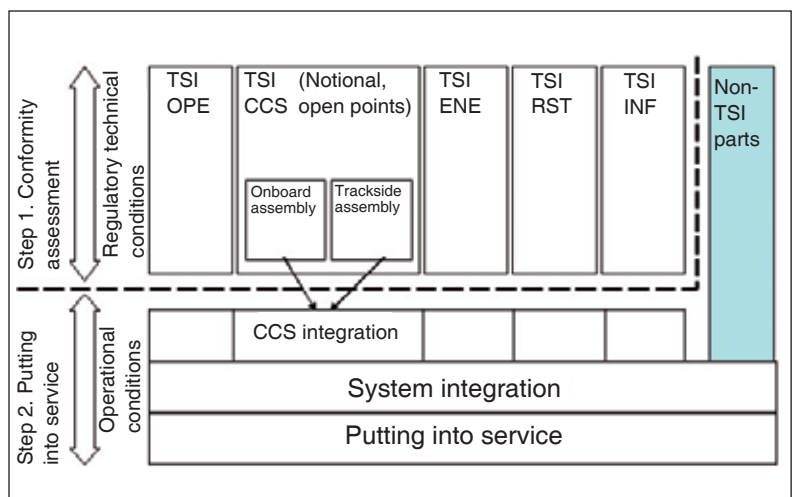 Step 1. Conformity
assessment
Regulatory technical
conditions
TSI
OPE
TSI (Notional,
CCS open points)
Onboard
assembly
Trackside
assembly
TSI
ENE
TSI
RST
TSI
INF
Non-
TSI
parts
Step 2. Putting
into service
Operational
conditions
CCS integration
System integration
Putting into service